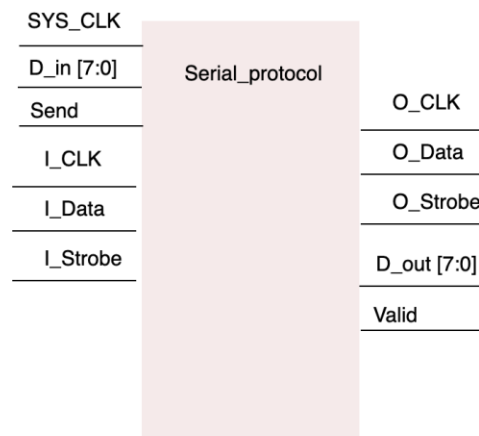 SYS_CLK
D_in [7:0]
Send
I_CLK
I_Data
I_Strobe
Serial_protocol
O_CLK
O_Data
O_Strobe
D_out [7:0]
Valid